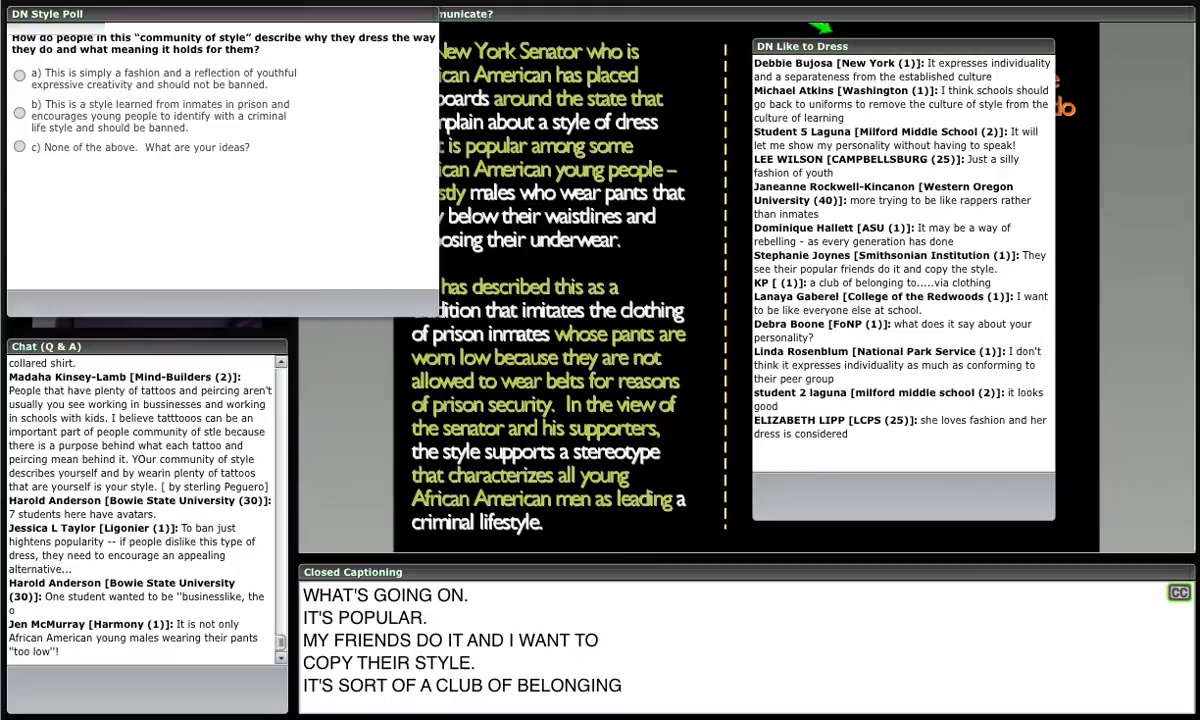 DN Style Poll
How do people in this “community of style” describe why they dress the way
they do and what meaning it holds for them?
a) This is simply a fashion and a reflection of youthful
expressive creativity and should not be banned.
b) This is a style learned from inmates in prison and
encourages young people to identify with a criminal
life style and should be banned.
c) None of the above. What are your ideas?
municate?
New York Senator who is
ican American has placed
boards around the state that
plain about a style of dress
t is popular among some
ican American young people –
stly males who wear pants that
below their waistlines and
osing their underwear.
has described this as a
dition that imitates the clothing
of prison inmates whose pants are
worn low because they are not
allowed to wear belts for reasons
of prison security. In the view of
the senator and his supporters,
the style supports a stereotype
that characterizes all young
African American men as leading a
criminal lifestyle.
do
DN Like to Dress
Debbie Bujosa [New York (1)]: It expresses individuality
and a separateness from the established culture
Michael Atkins [Washington (1)]: I think schools should
go back to uniforms to remove the culture of style from the
culture of learning
Student 5 Laguna [Milford Middle School (2)]: It will
let me show my personality without having to speak!
LEE WILSON [CAMPBELLSBURG (25)]: Just a silly
fashion of youth
Janeanne Rockwell-Kincanon [Western Oregon
University (40)]: more trying to be like rappers rather
than inmates
Dominique Hallett [ASU (1)]: It may be a way of
rebelling - as every generation has done
Stephanie Joynes [Smithsonian Institution (1)]: They
see their popular friends do it and copy the style.
KP [ (1)]: a club of belonging to.....via clothing
Lanaya Gaberel [College of the Redwoods (1)]: I want
to be like everyone else at school.
Debra Boone [FoNP (1)]: what does it say about your
personality?
Linda Rosenblum [National Park Service (1)]: I don't
think it expresses individuality as much as conforming to
their peer group
student 2 laguna [milford middle school (2)]: it looks
good
ELIZABETH LIPP [LCPS (25)]: she loves fashion and her
dress is considered
Chat (Q & A)
collared shirt.
Madaha Kinsey-Lamb [Mind-Builders (2)]:
People that have plenty of tattoos and peircing aren't
usually you see working in bussinesses and working
in schools with kids. I believe tatttooos can be an
important part of people community of stle because
there is a purpose behind what each tattoo and
peircing mean behind it. YOur community of style
describes yourself and by wearin plenty of tattoos
that are yourself is your style. [ by sterling Peguero]
Harold Anderson [Bowie State University (30)]:
7 students here have avatars.
Jessica L Taylor [Ligonier (1)]: To ban just
hightens popularity -- if people dislike this type of
dress, they need to encourage an appealing
alternative...
Harold Anderson [Bowie State University
(30)]: One student wanted to be "businesslike, the
o
Jen McMurray [Harmony (1)]: It is not only
African American young males wearing their pants
"too low"!
Closed Captioning
CC
WHAT'S GOING ON.
IT'S POPULAR.
MY FRIENDS DO IT AND I WANT TO
COPY THEIR STYLE.
IT'S SORT OF A CLUB OF BELONGING